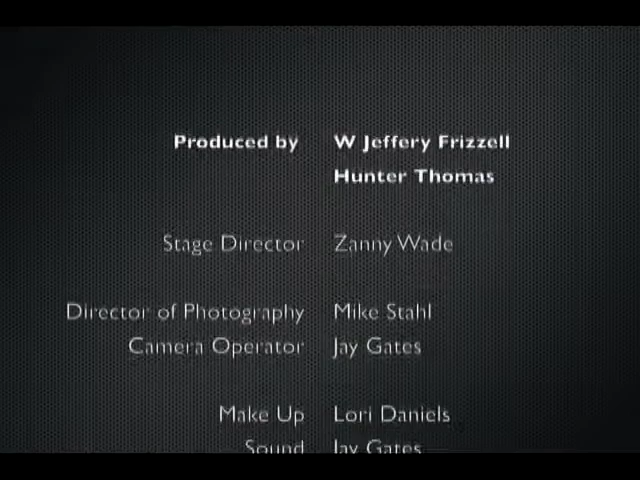 Produced by W Jeffery Frizzell
Hunter Thomas
Stage Director Zanny Wade
Director of Photography Mike Stahl
Camera Operator Jay Gates
Make Up Lori Daniels
Sound Jay Gates